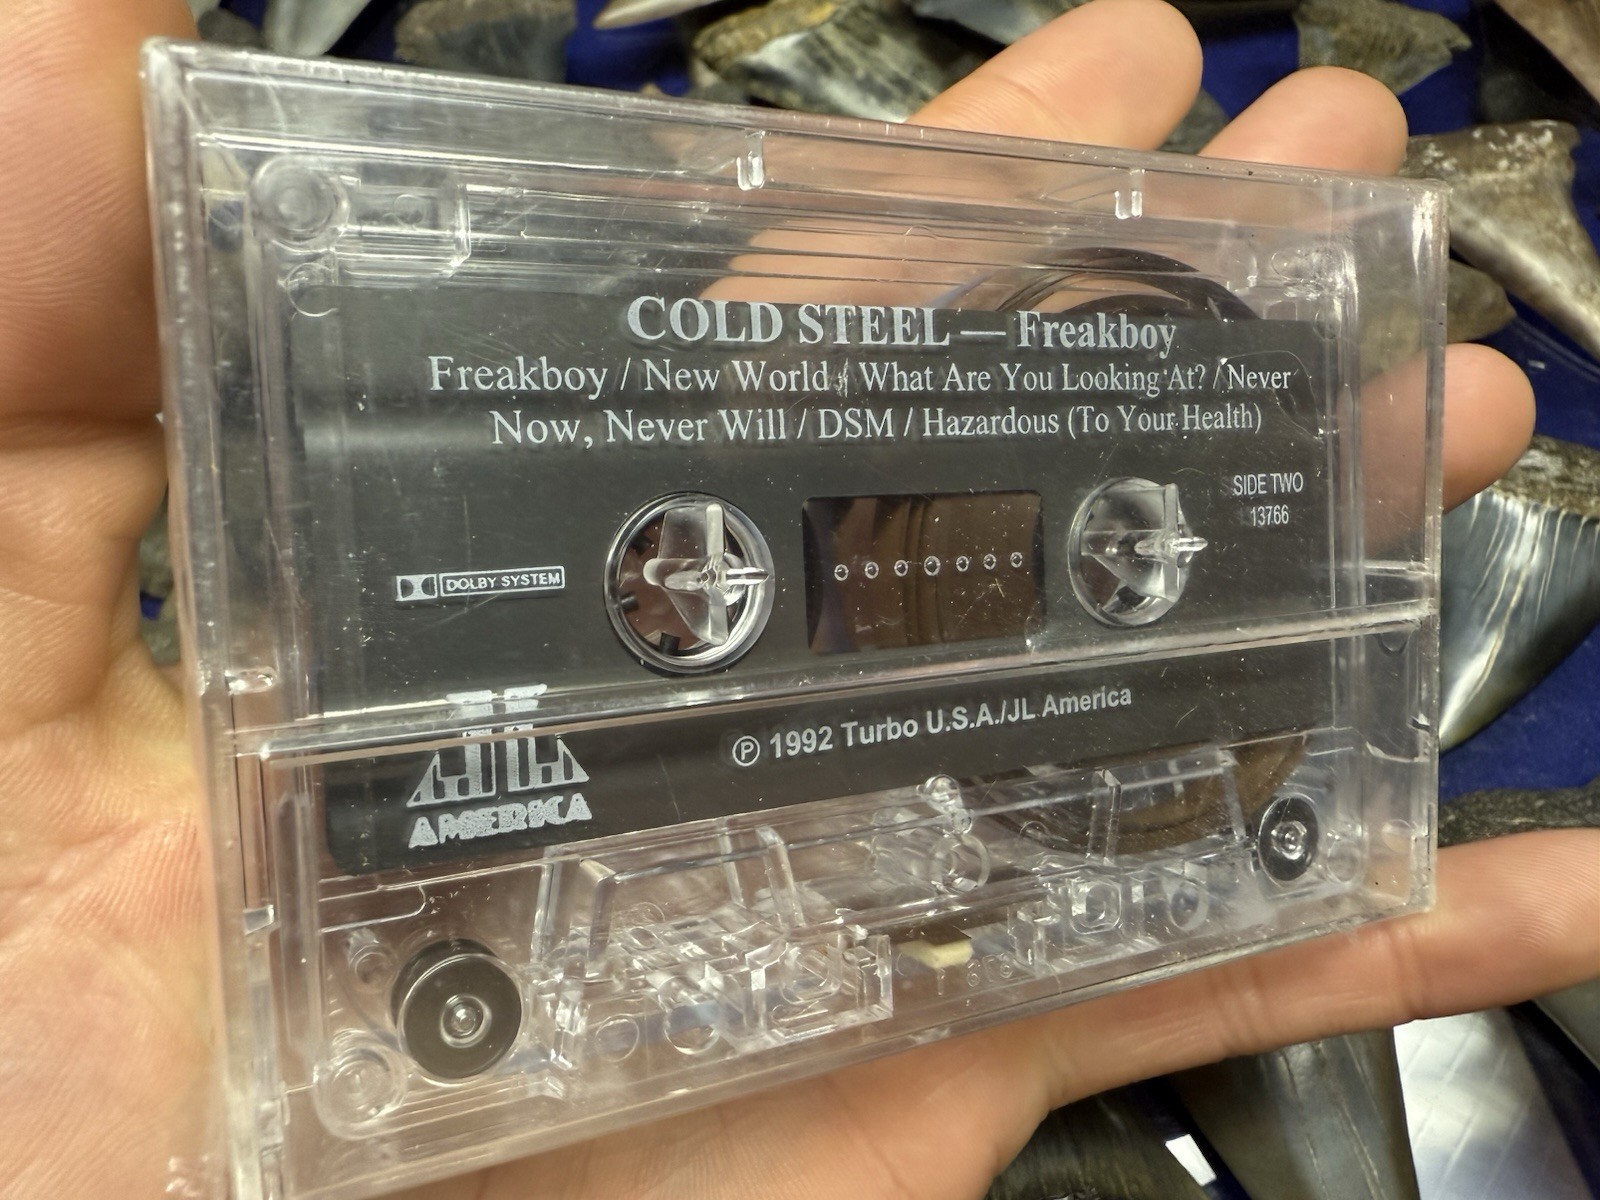 COLD STEEL — Freakboy
Freakboy / New World / What Are You Looking At? / Never
Now, Never Will / DSM / Hazardous (To Your Health)
SIDE TWO
13766
DOLBY SYSTEM
℗ 1992 Turbo U.S.A./JL America
JL
AMERICA